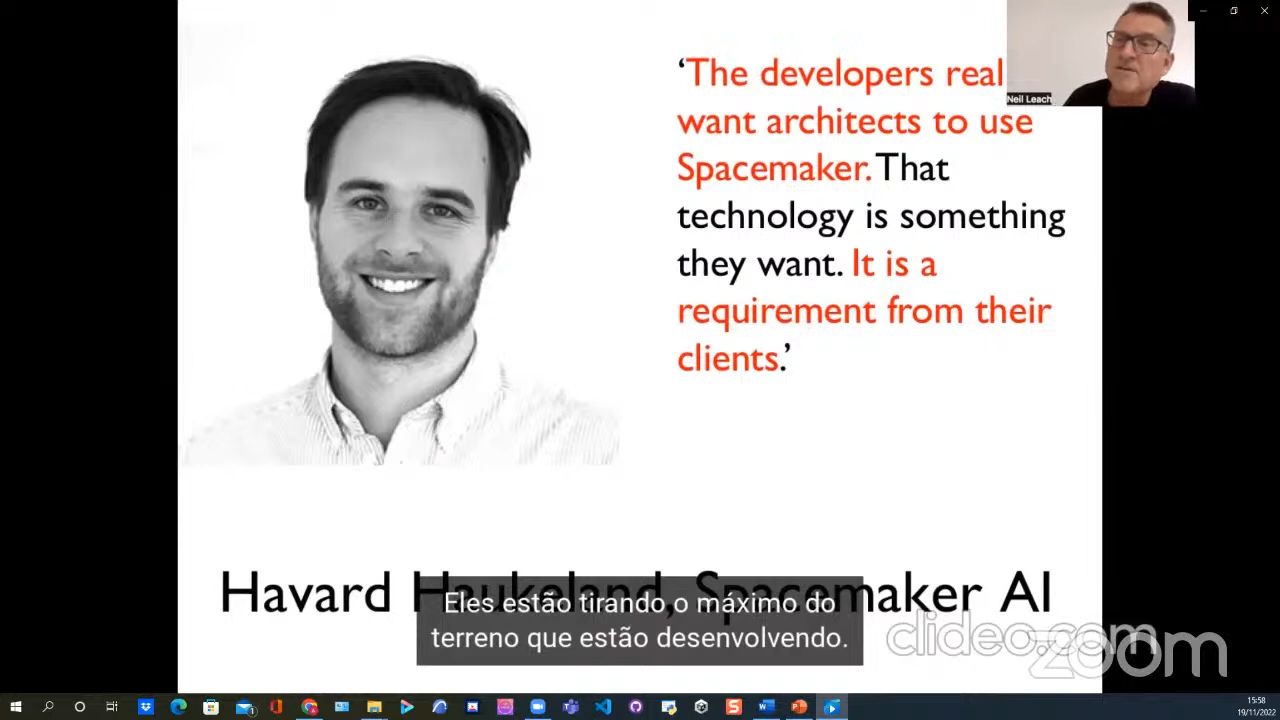 ‘The developers real
want architects to use
Spacemaker. That
technology is something
they want. It is a
requirement from their
clients.’
Neil Leach
Havard Haukeland, Spacemaker AI
Eles estão tirando o máximo do
terreno que estão desenvolvendo.
clideo.com
zoom
15:58
19/11/2022